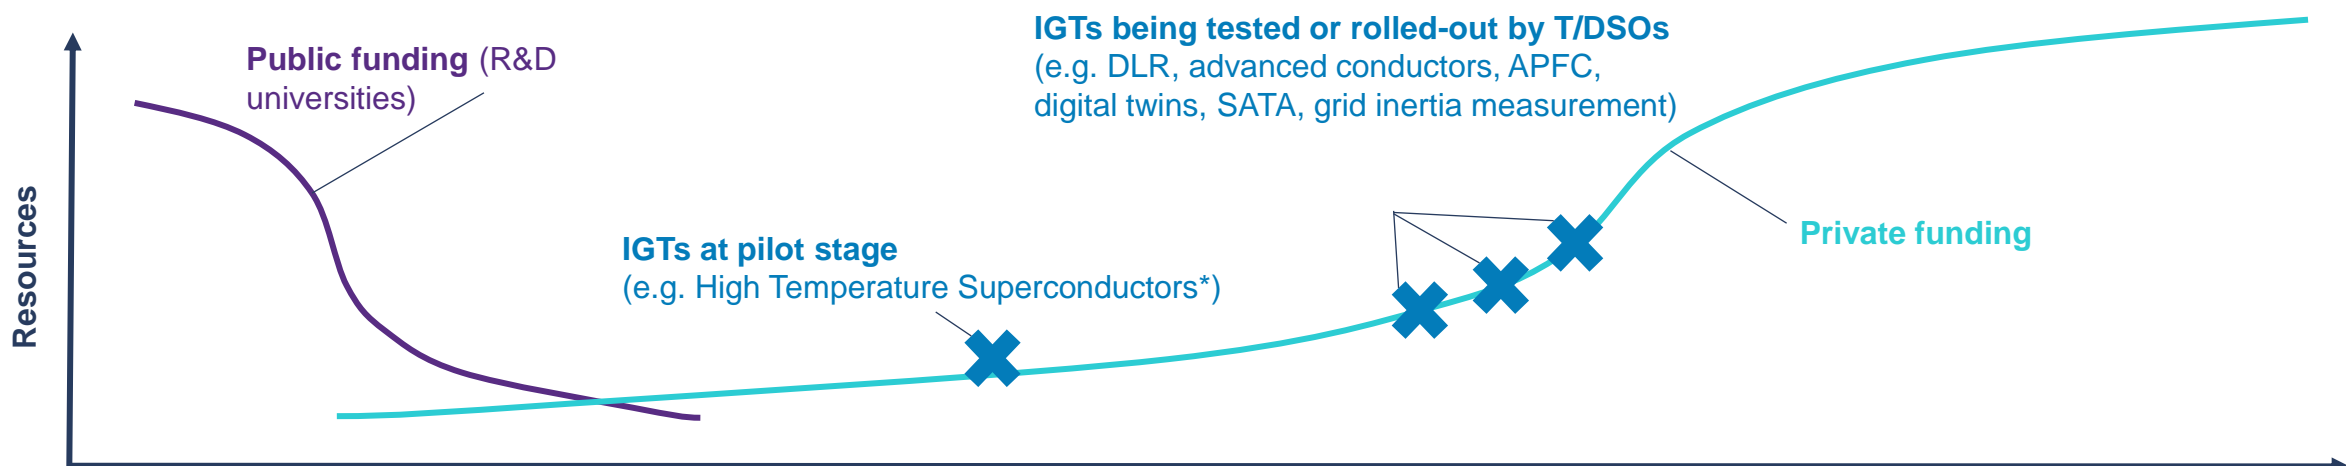 IGTs being tested or rolled-out by T/DSOs
(e.g. DLR, advanced conductors, APFC,
digital twins, SATA, grid inertia measurement)
Public funding (R&D
universities)
Resources
IGTs at pilot stage
(e.g. High Temperature Superconductors*)
Private funding